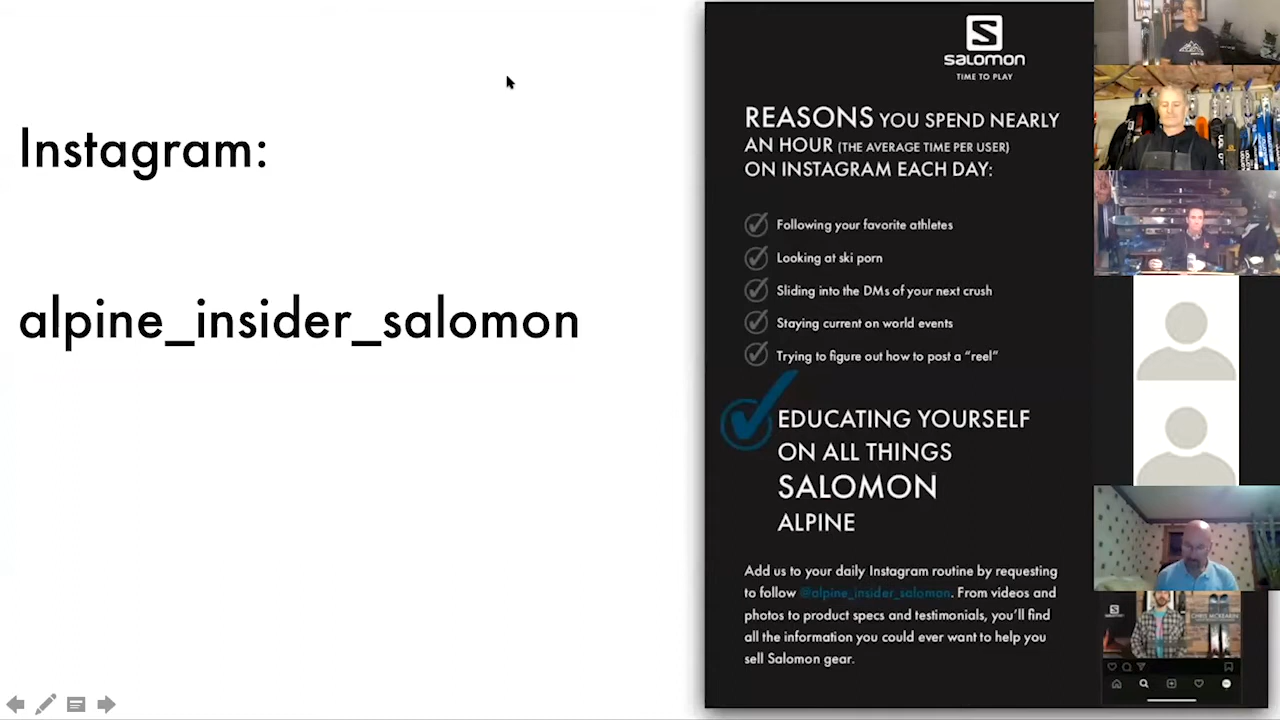 Instagram:
alpine_insider_salomon
SALOMON
TIME TO PLAY
REASONS YOU SPEND NEARLY
AN HOUR (THE AVERAGE TIME PER USER)
ON INSTAGRAM EACH DAY:
Following your favorite athletes
Looking at ski porn
Sliding into the DMs of your next crush
Staying current on world events
Trying to figure out how to post a “reel”
EDUCATING YOURSELF
ON ALL THINGS
SALOMON
ALPINE
Add us to your daily Instagram routine by requesting
to follow @alpine_insider_salomon. From videos and
photos to product specs and testimonials, you’ll find
all the information you could ever want to help you
sell Salomon gear.